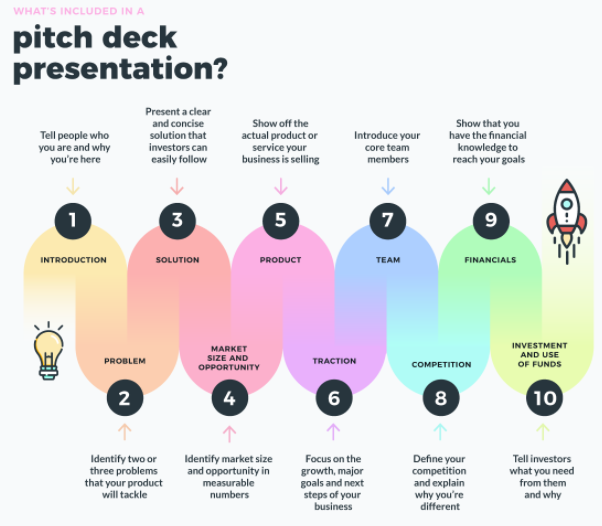 WHAT'S INCLUDED IN A
pitch deck
presentation?
Tell people who
you are and why
you're here
Present a clear
and concise
solution that
investors can
easily follow
Show off the
actual product or
service your
business is selling
Introduce your
core team
members
Show that you
have the financial
knowledge to
reach your goals
1
3
5
7
9
INTRODUCTION
SOLUTION
PRODUCT
TEAM
FINANCIALS
PROBLEM
MARKET
SIZE AND
OPPORTUNITY
TRACTION
COMPETITION
INVESTMENT
AND USE
OF FUNDS
2
4
6
8
10
Identify two or
three problems
that your product
will tackle
Identify market size
and opportunity in
measurable
numbers
Focus on the
growth, major
goals and next
steps of your
business
Define your
competition
and explain
why you're
different
Tell investors
what you need
from them
and why